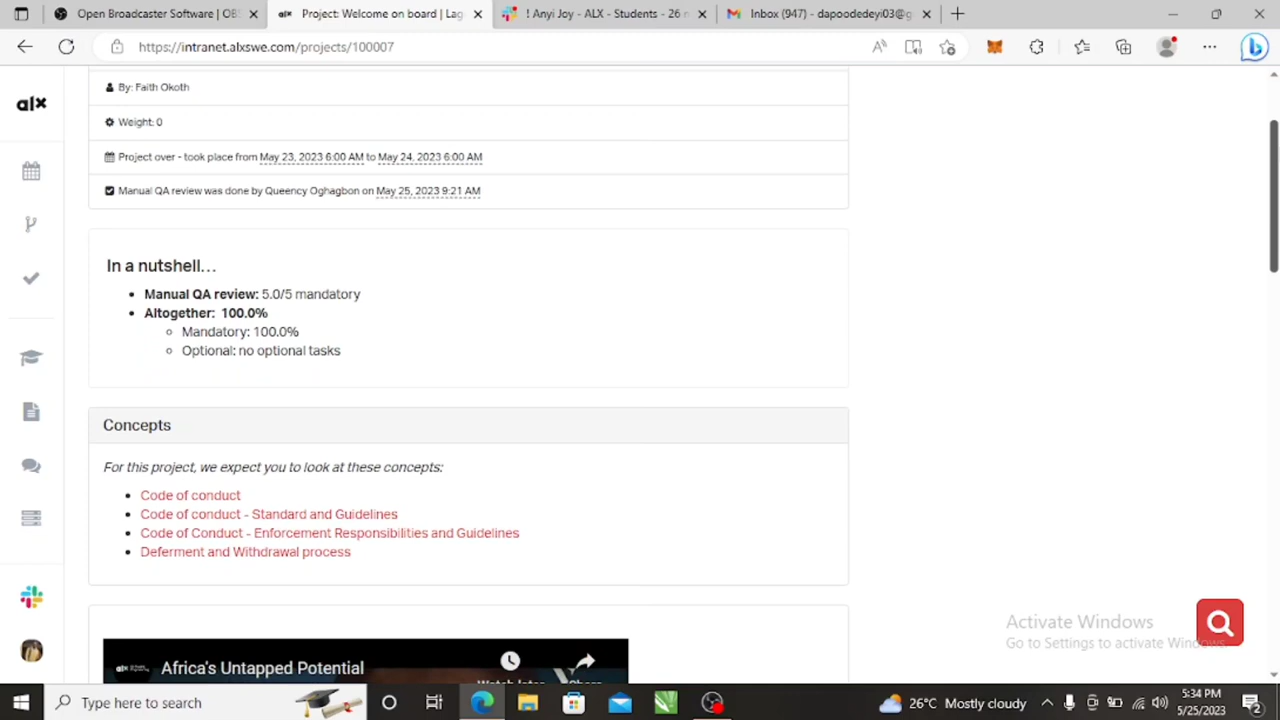 Open Broadcaster Software | OBS
Project: Welcome on board | Lag
! Anyi Joy - ALX - Students - 26 n
Inbox (947) - dapoodedeyi03@g
https://intranet.alxswe.com/projects/100007
alx
By: Faith Okoth
Weight: 0
Project over - took place from May 23, 2023 6:00 AM to May 24, 2023 6:00 AM
Manual QA review was done by Queency Oghagbon on May 25, 2023 9:21 AM
In a nutshell…
Manual QA review: 5.0/5 mandatory
Altogether: 100.0%
Mandatory: 100.0%
Optional: no optional tasks
Concepts
For this project, we expect you to look at these concepts:
Code of conduct
Code of conduct - Standard and Guidelines
Code of Conduct - Enforcement Responsibilities and Guidelines
Deferment and Withdrawal process
Africa's Untapped Potential
Activate Windows
Go to Settings to activate Windows.
Type here to search
26°C Mostly cloudy
5:34 PM
5/25/2023